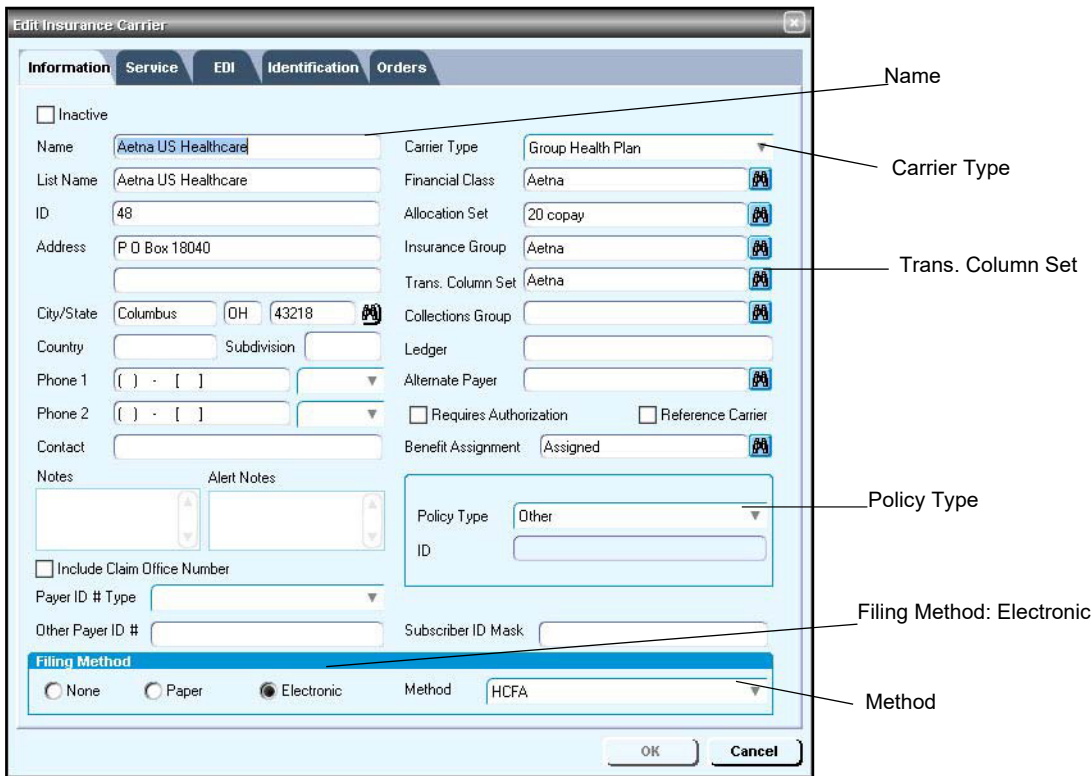 Edit Insurance Carrier
Information Service EDI Identification Orders
Name
Inactive
Name Aetna US Healthcare Carrier Type Group Health Plan
Carrier Type
List Name Aetna US Healthcare Financial Class Aetna
ID 48 Allocation Set 20 copay
Address P O Box 18040 Insurance Group Aetna
Trans. Column Set
Trans. Column Set Aetna
City/State Columbus OH 43218 Collections Group
Country Subdivision Ledger
Phone 1 ( ) - [ ] Alternate Payer
Phone 2 ( ) - [ ] Requires Authorization Reference Carrier
Contact Benefit Assignment Assigned
Notes Alert Notes
Policy Type
Policy Type Other
ID
Include Claim Office Number
Payer ID # Type
Filing Method: Electronic
Other Payer ID # Subscriber ID Mask
Filing Method
None Paper Electronic Method HCFA
Method
OK Cancel